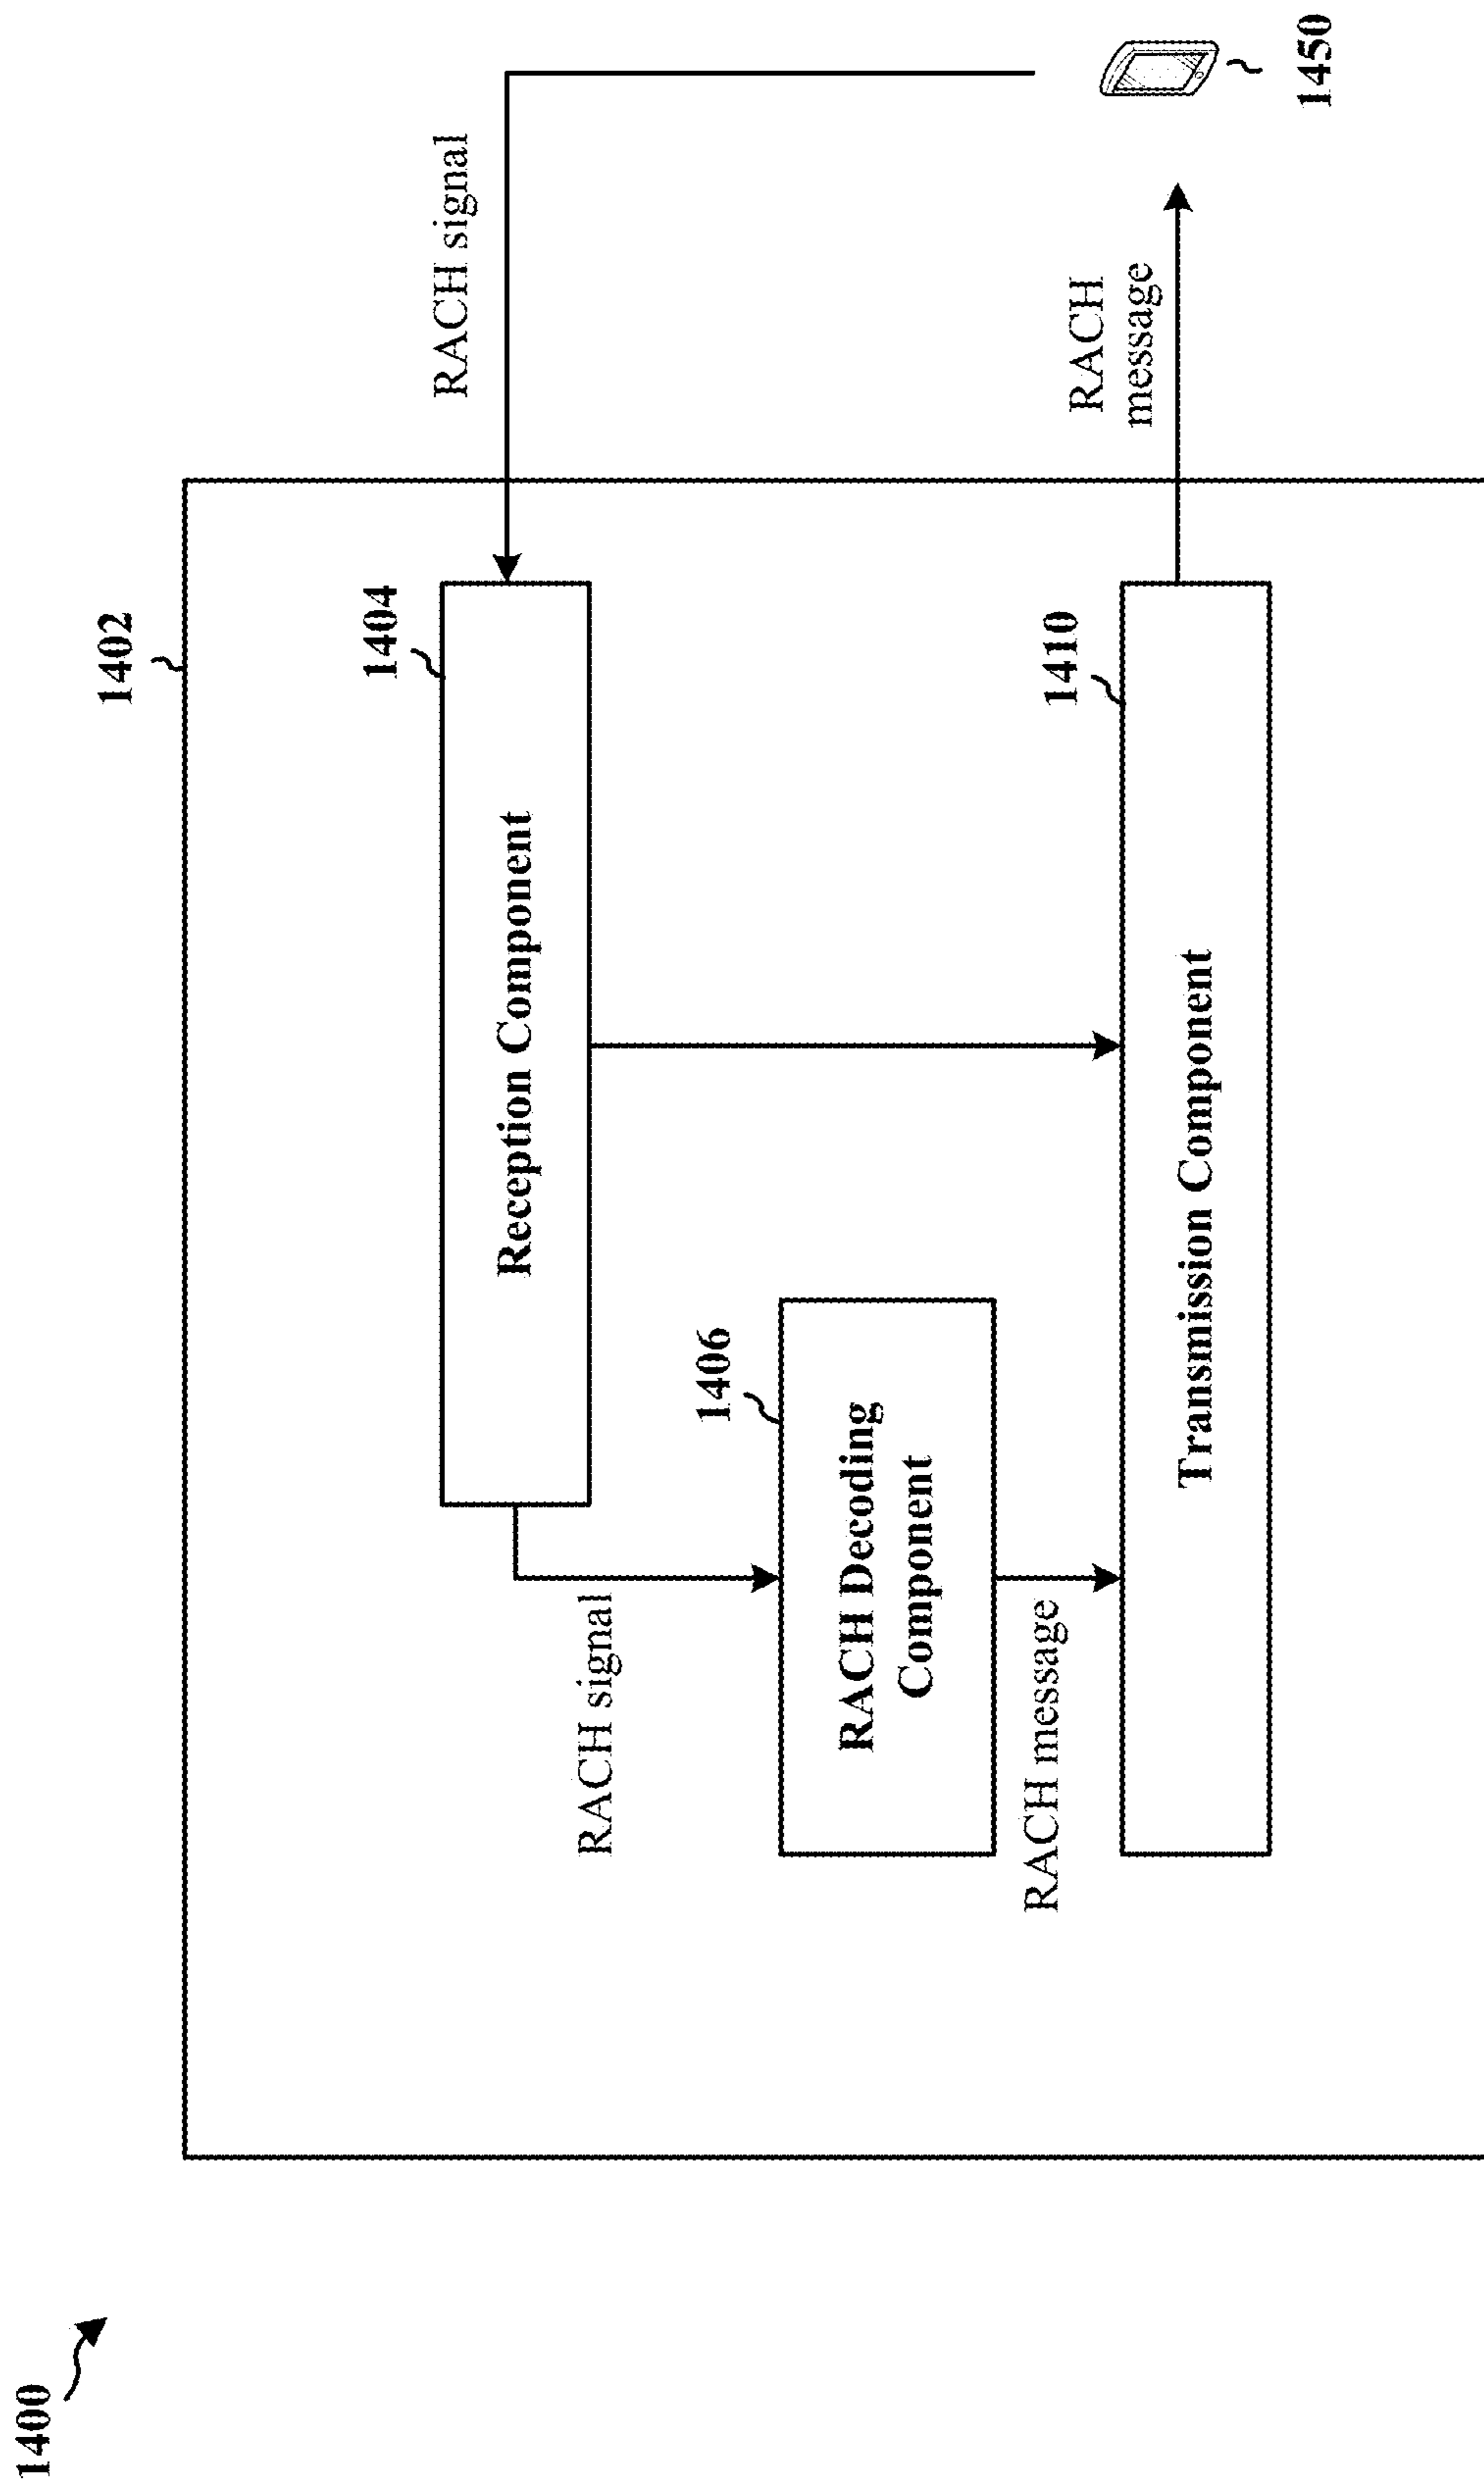 1400
1402
1404
Reception Component
RACH signal
RACH signal
1406
RACH Decoding
Component
RACH message
1410
Transmission Component
RACH
message
1450